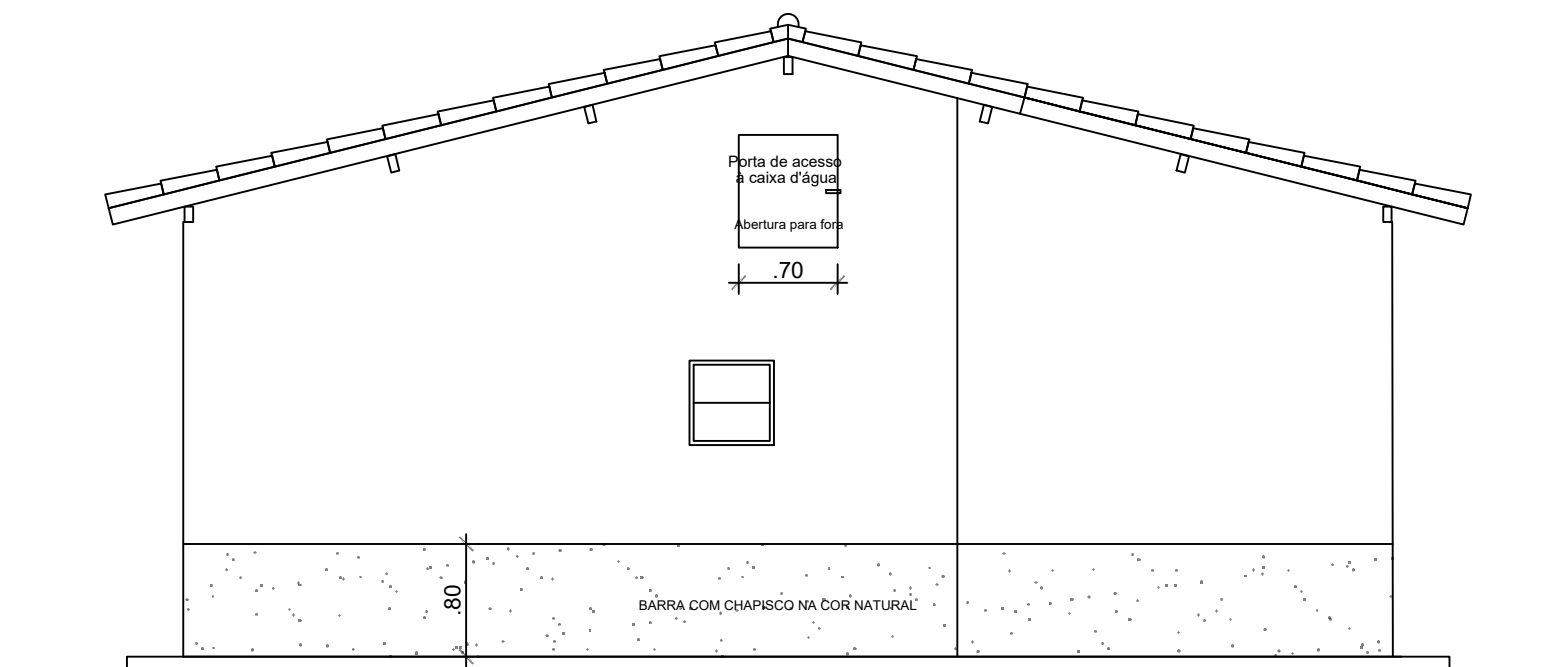 Porta de acesso
à caixa d'água
Abertura para fora
.70
.80
BARRA COM CHAPISCO NA COR NATURAL